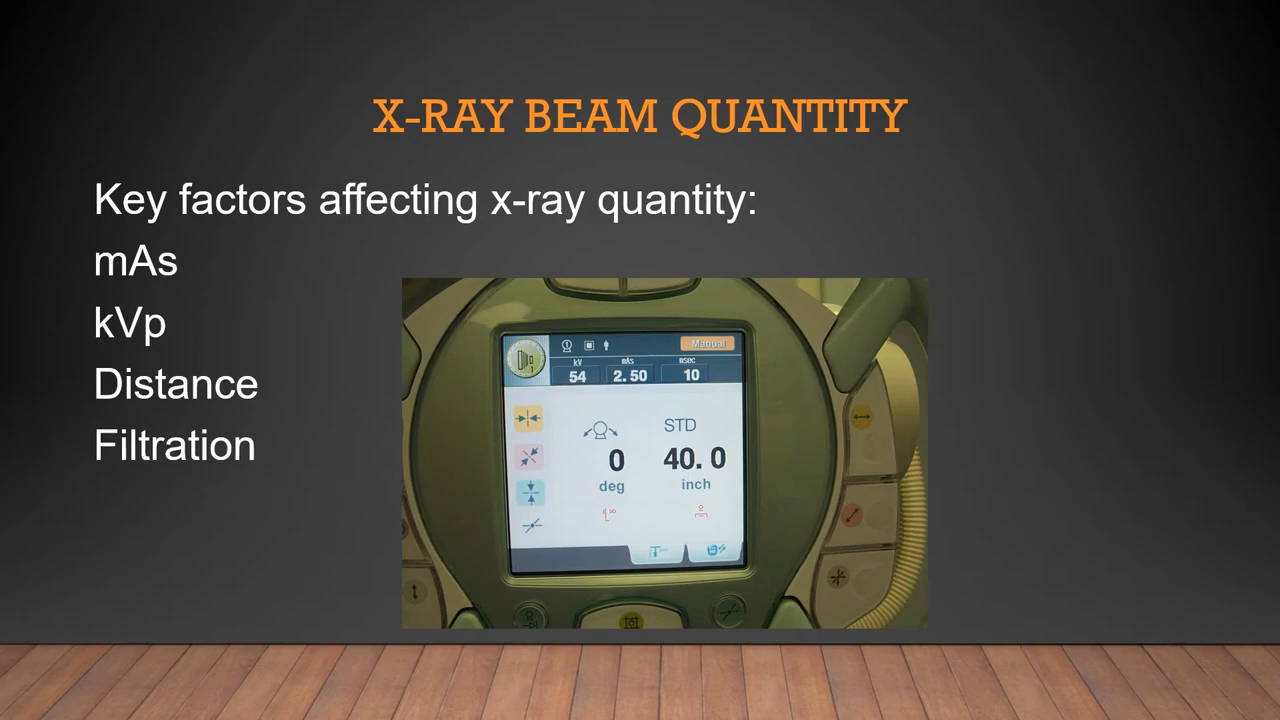 X-RAY BEAM QUANTITY
Key factors affecting x-ray quantity:
mAs
kVp
Distance
Filtration
Manual
kV mAs msec
54 2.50 10
STD
0 40.0
deg inch